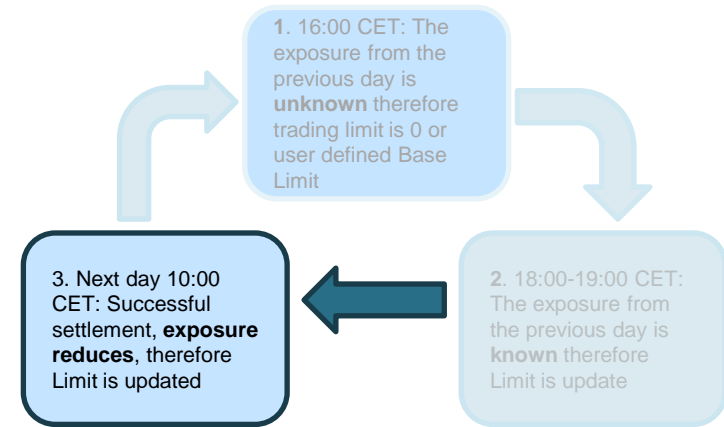 1. 16:00 CET: The
exposure from the
previous day is
unknown therefore
trading limit is 0 or
user defined Base
Limit
3. Next day 10:00
CET: Successful
settlement, exposure
reduces, therefore
Limit is updated
2. 18:00-19:00 CET:
The exposure from
the previous day is
known therefore
Limit is update